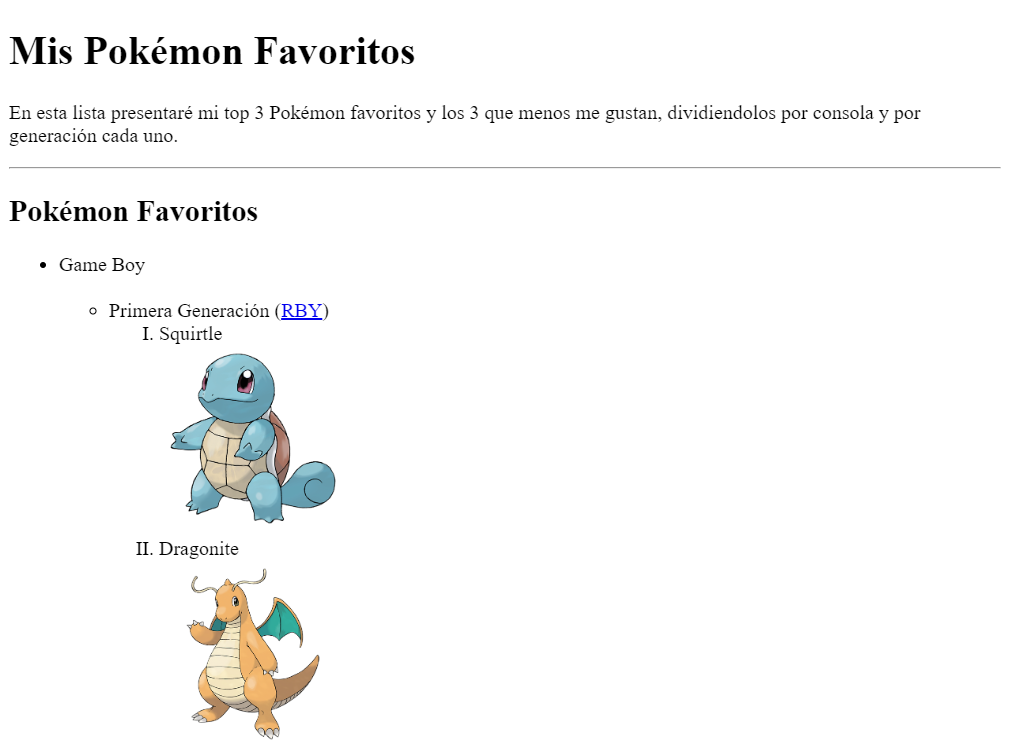 Mis Pokémon Favoritos
En esta lista presentaré mi top 3 Pokémon favoritos y los 3 que menos me gustan, dividiendolos por consola y por
generación cada uno.
Pokémon Favoritos
• Game Boy
◦ Primera Generación (RBY)
I. Squirtle
II. Dragonite